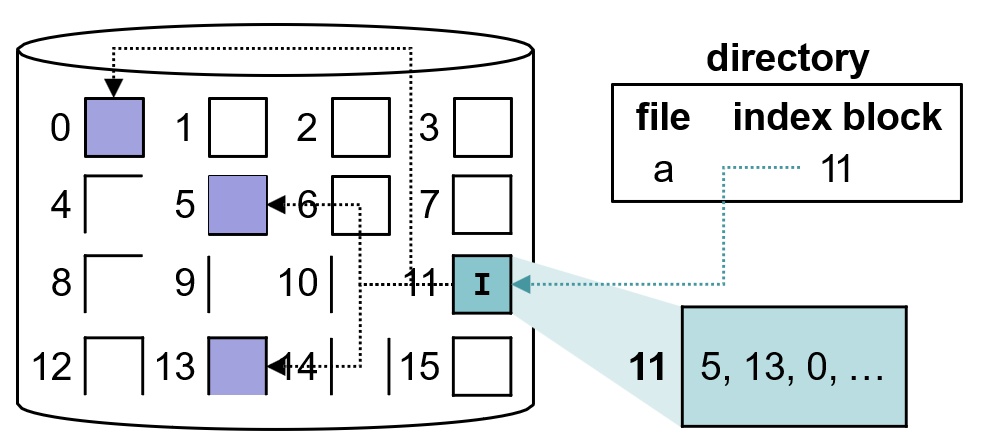 directory
file index block
a 11
0 1 2 3
4 5 6 7
8 9 10 11 I
12 13 14 15
11 5, 13, 0, …